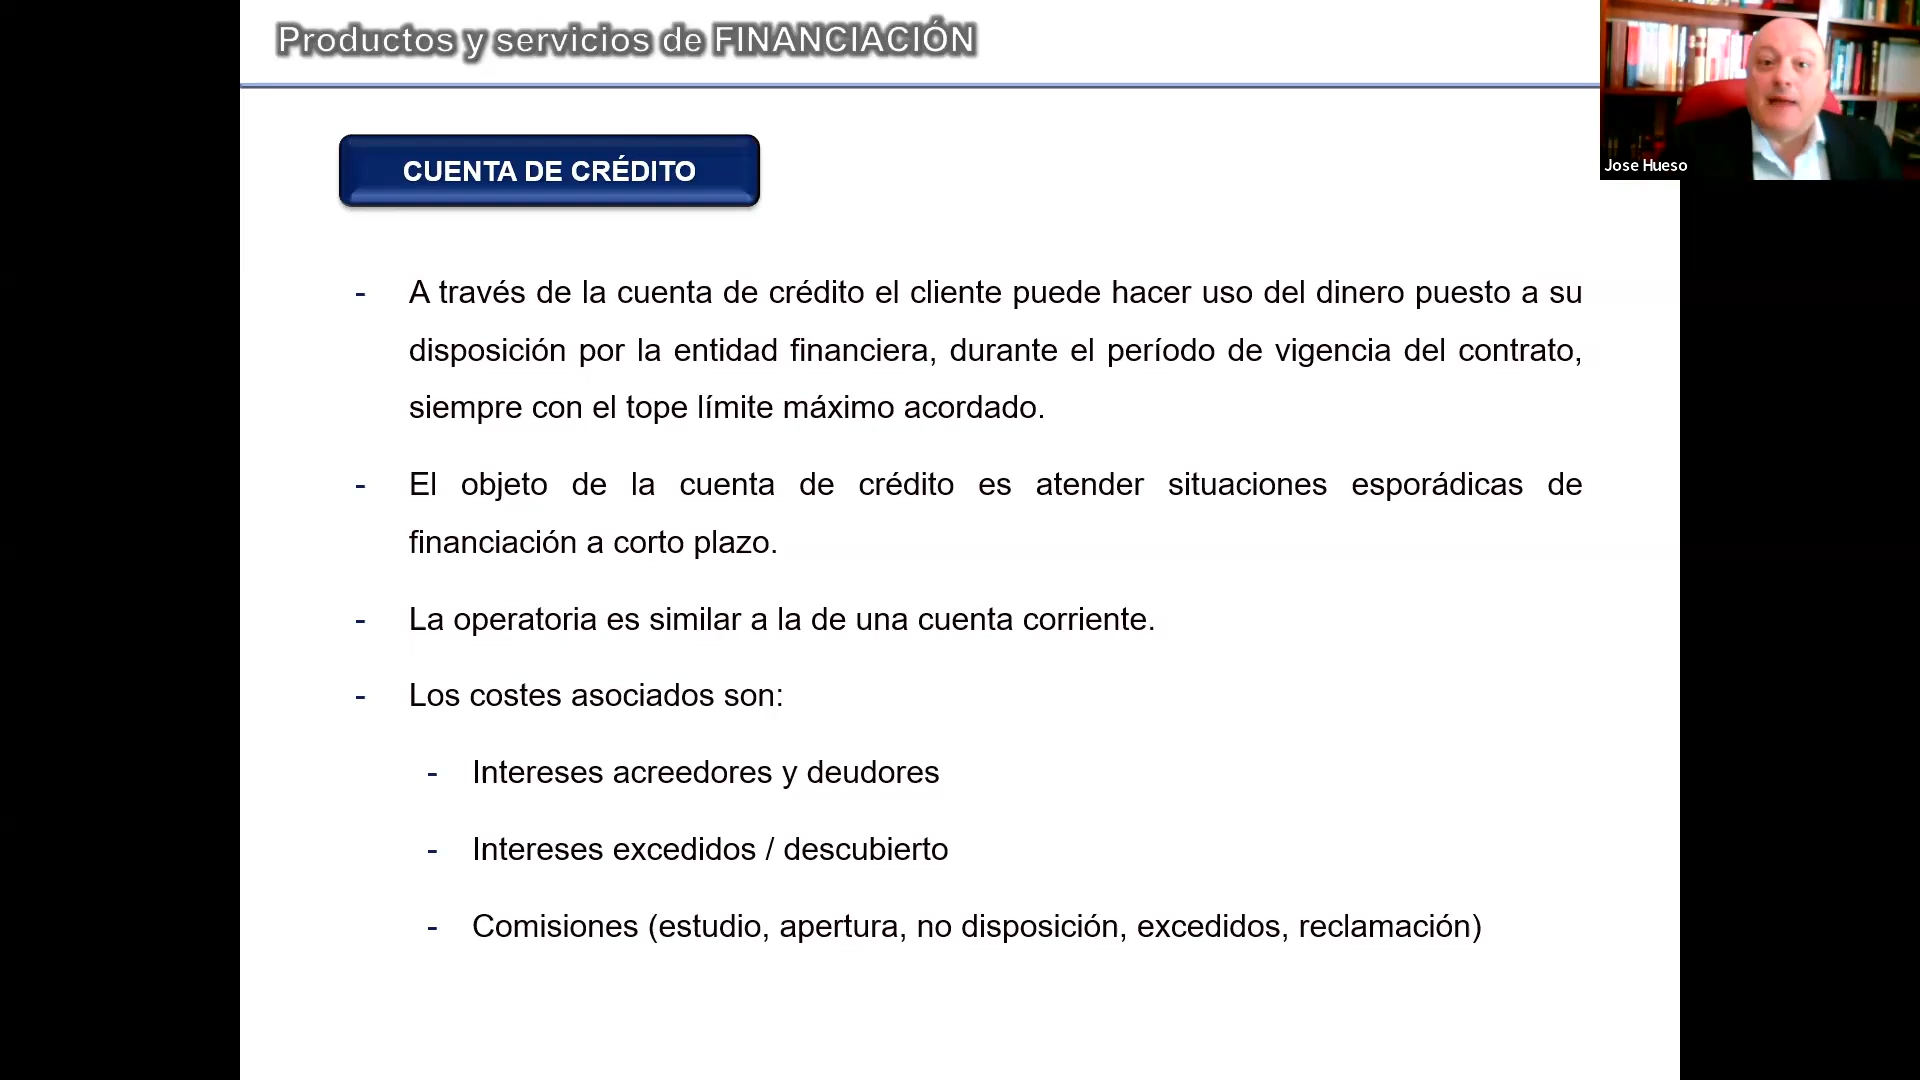 Productos y servicios de FINANCIACIÓN
Jose Hueso
CUENTA DE CRÉDITO
- A través de la cuenta de crédito el cliente puede hacer uso del dinero puesto a su
disposición por la entidad financiera, durante el período de vigencia del contrato,
siempre con el tope límite máximo acordado.
- El objeto de la cuenta de crédito es atender situaciones esporádicas de
financiación a corto plazo.
- La operatoria es similar a la de una cuenta corriente.
- Los costes asociados son:
- Intereses acreedores y deudores
- Intereses excedidos / descubierto
- Comisiones (estudio, apertura, no disposición, excedidos, reclamación)